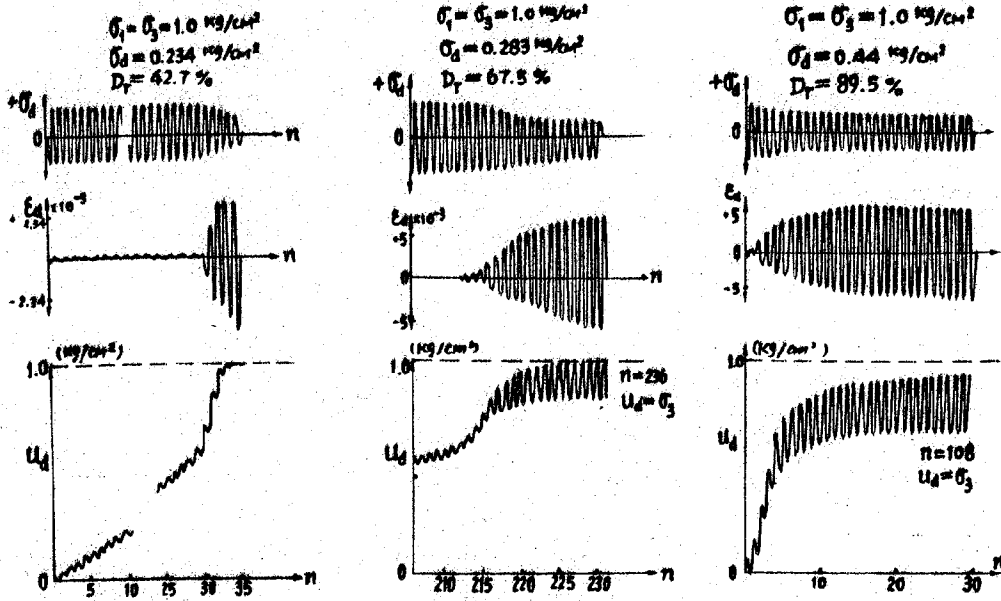 σ₁ = σ₃ = 1.0 kg/cm²
σd = 0.234 kg/cm²
Dr = 42.7 %
+σd
0
n
εd ×10⁻³
+
2.34
-2.34
n
(kg/cm²)
1.0
ud
0
5
10
30
35
n
σ₁ = σ₃ = 1.0 kg/cm²
σd = 0.283 kg/cm²
Dr = 67.5 %
+σd
0
εd ×10⁻³
+5
0
n
-5
(kg/cm²)
1.0
n=236
ud = σ₃
ud
0
210
215
220
225
230
n
σ₁ = σ₃ = 1.0 kg/cm²
σd = 0.44 kg/cm²
Dr = 89.5 %
+σd
0
εd
+5
0
-5
(kg/cm²)
1.0
ud
n=108
ud = σ₃
0
10
20
30
n